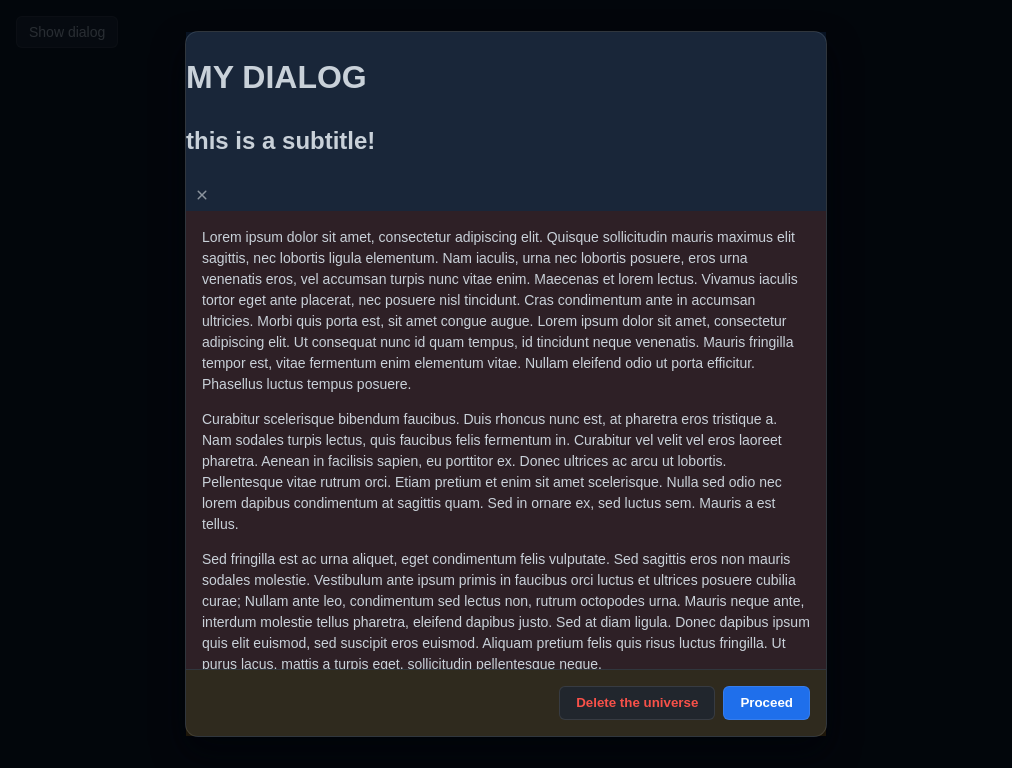 Show dialog
MY DIALOG
this is a subtitle!
×
Lorem ipsum dolor sit amet, consectetur adipiscing elit. Quisque sollicitudin mauris maximus elit
sagittis, nec lobortis ligula elementum. Nam iaculis, urna nec lobortis posuere, eros urna
venenatis eros, vel accumsan turpis nunc vitae enim. Maecenas et lorem lectus. Vivamus iaculis
tortor eget ante placerat, nec posuere nisl tincidunt. Cras condimentum ante in accumsan
ultricies. Morbi quis porta est, sit amet congue augue. Lorem ipsum dolor sit amet, consectetur
adipiscing elit. Ut consequat nunc id quam tempus, id tincidunt neque venenatis. Mauris fringilla
tempor est, vitae fermentum enim elementum vitae. Nullam eleifend odio ut porta efficitur.
Phasellus luctus tempus posuere.
Curabitur scelerisque bibendum faucibus. Duis rhoncus nunc est, at pharetra eros tristique a.
Nam sodales turpis lectus, quis faucibus felis fermentum in. Curabitur vel velit vel eros laoreet
pharetra. Aenean in facilisis sapien, eu porttitor ex. Donec ultrices ac arcu ut lobortis.
Pellentesque vitae rutrum orci. Etiam pretium et enim sit amet scelerisque. Nulla sed odio nec
lorem dapibus condimentum at sagittis quam. Sed in ornare ex, sed luctus sem. Mauris a est
tellus.
Sed fringilla est ac urna aliquet, eget condimentum felis vulputate. Sed sagittis eros non mauris
sodales molestie. Vestibulum ante ipsum primis in faucibus orci luctus et ultrices posuere cubilia
curae; Nullam ante leo, condimentum sed lectus non, rutrum octopodes urna. Mauris neque ante,
interdum molestie tellus pharetra, eleifend dapibus justo. Sed at diam ligula. Donec dapibus ipsum
quis elit euismod, sed suscipit eros euismod. Aliquam pretium felis quis risus luctus fringilla. Ut
purus lacus, mattis a turpis eget, sollicitudin pellentesque neque.
Delete the universe
Proceed